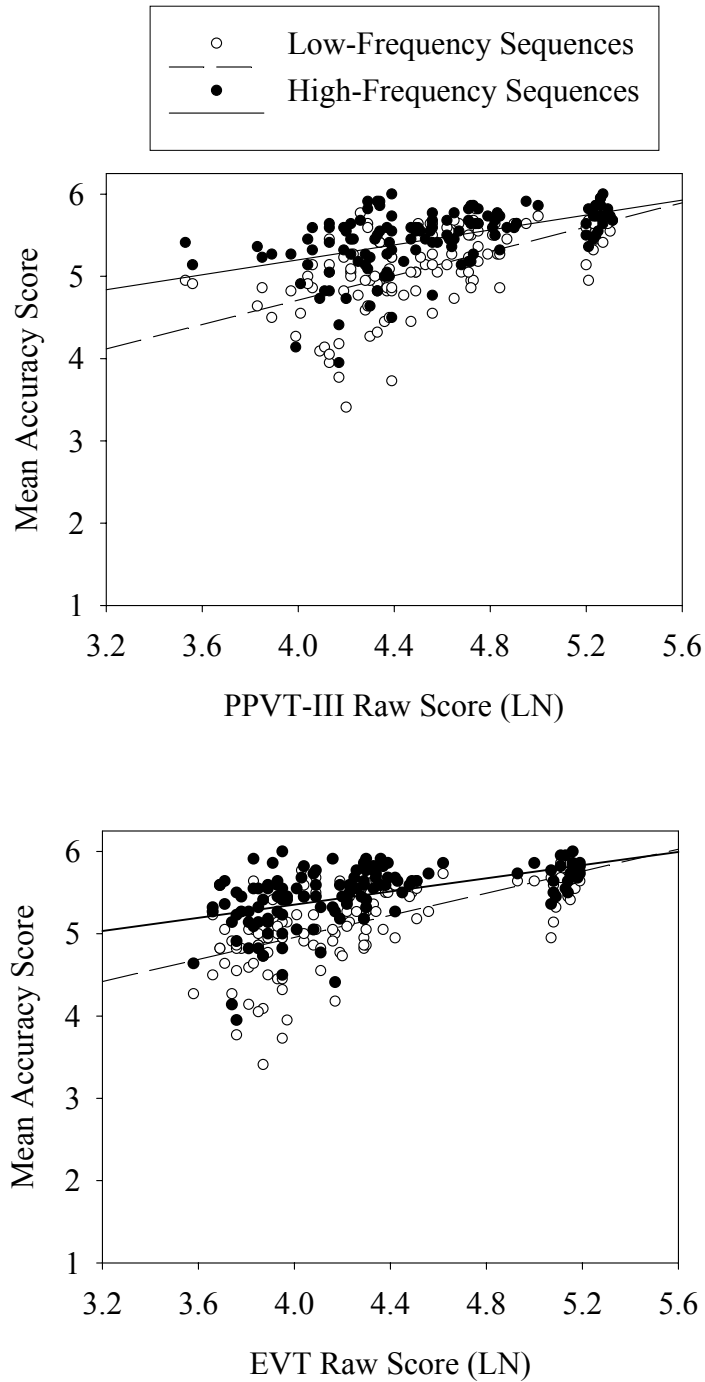 Low-Frequency Sequences
High-Frequency Sequences
6
5
4
3
2
1
Mean Accuracy Score
3.2 3.6 4.0 4.4 4.8 5.2 5.6
PPVT-III Raw Score (LN)
6
5
4
3
2
1
Mean Accuracy Score
3.2 3.6 4.0 4.4 4.8 5.2 5.6
EVT Raw Score (LN)